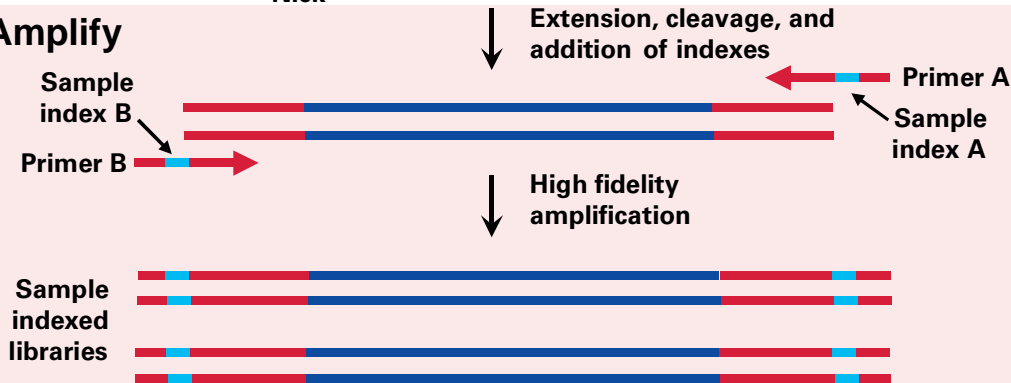 Extension, cleavage, and
addition of indexes
Amplify
Sample
index B
Primer A
Sample
index A
Primer B
High fidelity
amplification
Sample
indexed
libraries